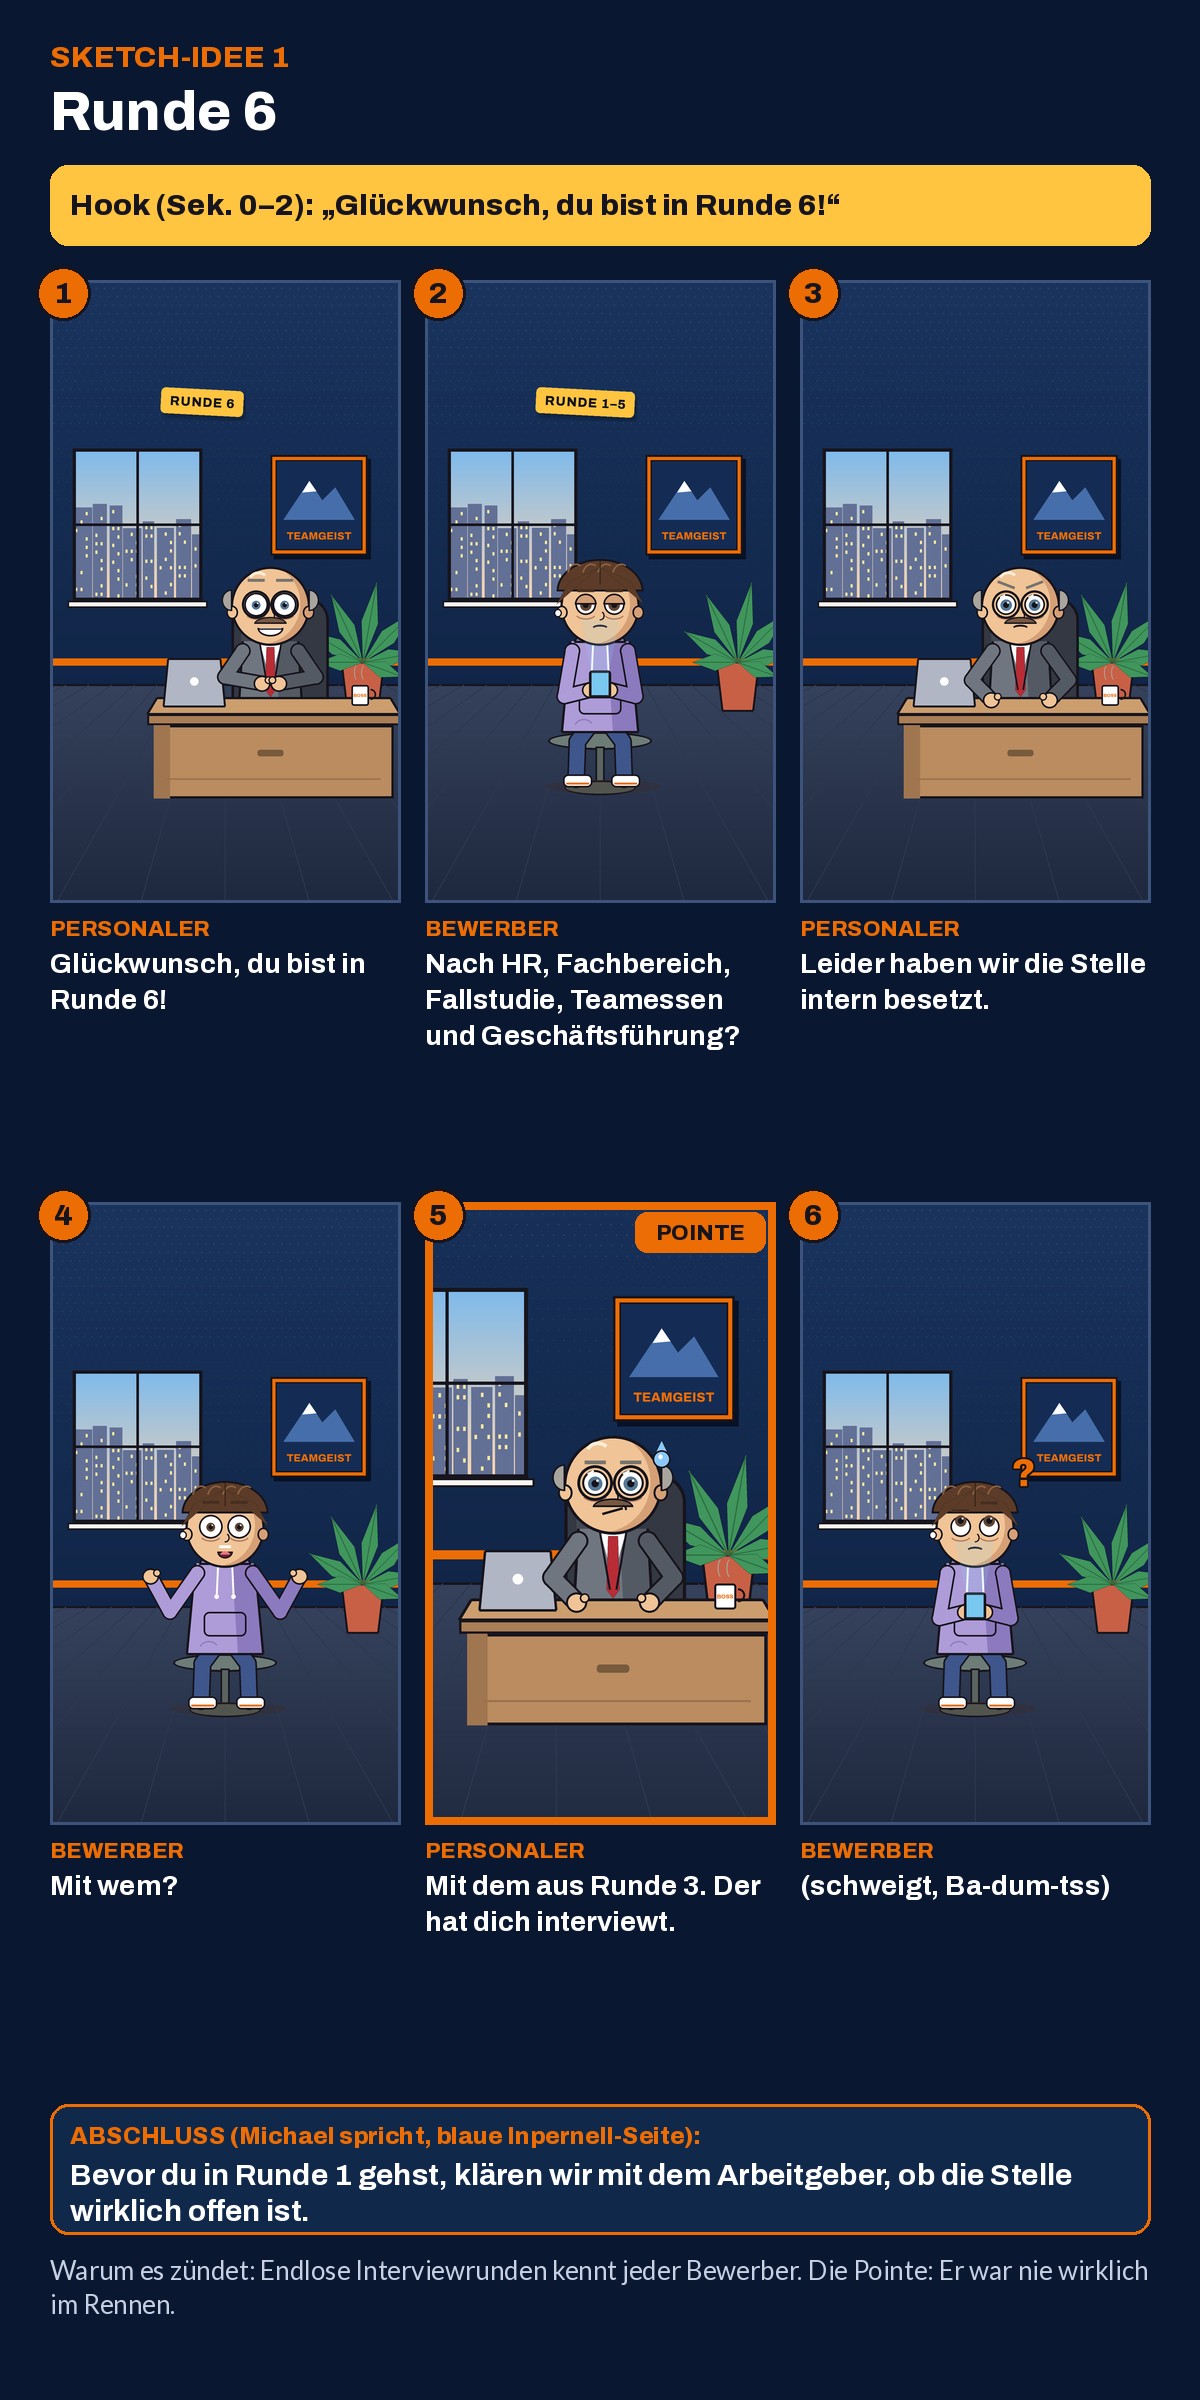 SKETCH-IDEE 1
Runde 6
Hook (Sek. 0–2): „Glückwunsch, du bist in Runde 6!“
1
2
3
RUNDE 6
RUNDE 1–5
TEAMGEIST
TEAMGEIST
TEAMGEIST
BOSS
BOSS
PERSONALER
Glückwunsch, du bist in
Runde 6!
BEWERBER
Nach HR, Fachbereich,
Fallstudie, Teamessen
und Geschäftsführung?
PERSONALER
Leider haben wir die Stelle
intern besetzt.
4
5
POINTE
6
TEAMGEIST
TEAMGEIST
?
TEAMGEIST
BOSS
BEWERBER
Mit wem?
PERSONALER
Mit dem aus Runde 3. Der
hat dich interviewt.
BEWERBER
(schweigt, Ba-dum-tss)
ABSCHLUSS (Michael spricht, blaue Inpernell-Seite):
Bevor du in Runde 1 gehst, klären wir mit dem Arbeitgeber, ob die Stelle
wirklich offen ist.
Warum es zündet: Endlose Interviewrunden kennt jeder Bewerber. Die Pointe: Er war nie wirklich
im Rennen.